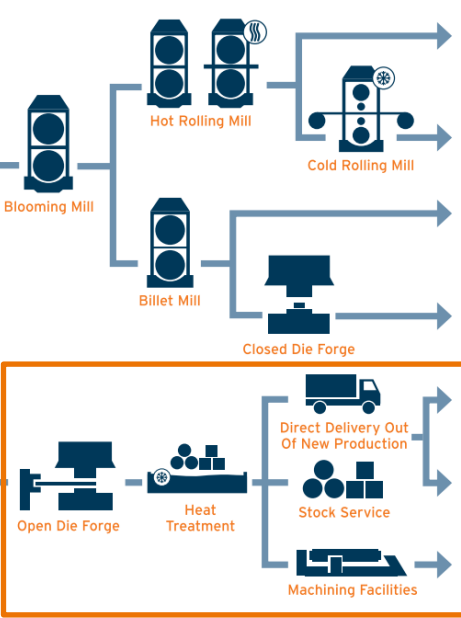 Hot Rolling Mill
Cold Rolling Mill
Blooming Mill
Billet Mill
Closed Die Forge
Direct Delivery Out
Of New Production
Open Die Forge
Heat
Treatment
Stock Service
Machining Facilities